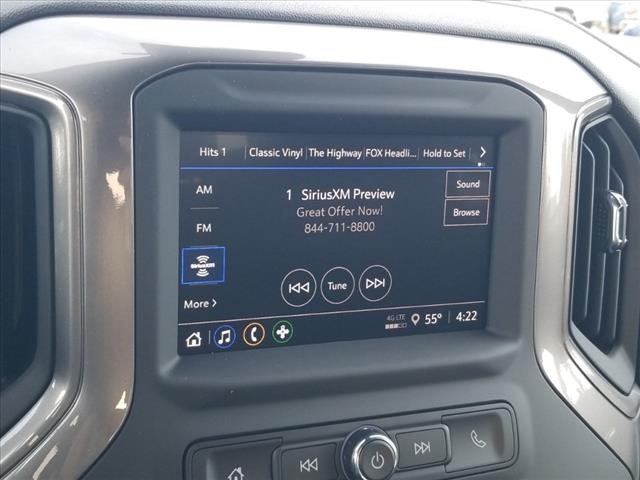 Hits 1 Classic Vinyl The Highway FOX Headli... Hold to Set
AM
1 SiriusXM Preview
Sound
Great Offer Now!
Browse
FM
844-711-8800
SiriusXM
Tune
More
4G LTE 55° 4:22